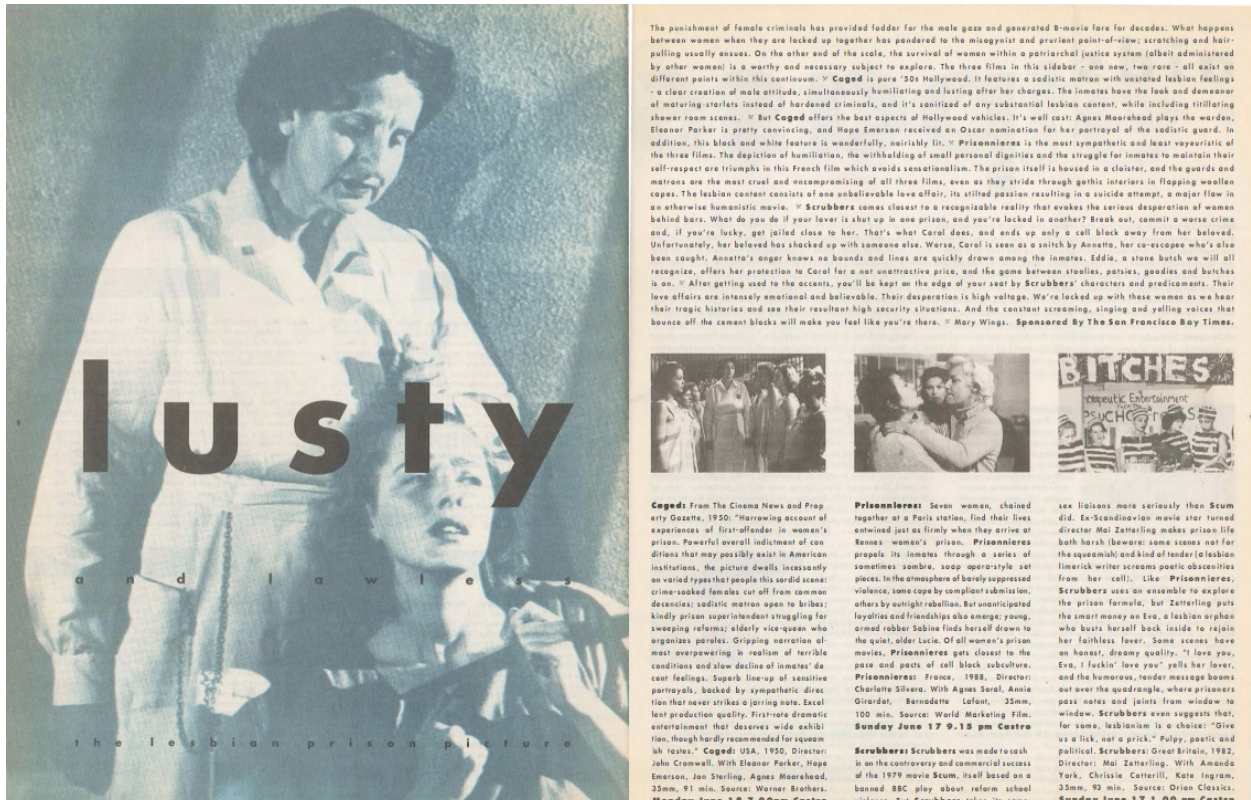 lusty
and lawless
the lesbian prison picture
The punishment of female criminals has provided fodder for the male gaze and generated B-movie fare for decades. What happens
between women when they are locked up together has pandered to the misogynist and prurient point-of-view; scratching and hair-
pulling usually ensues. On the other end of the scale, the survival of women within a patriarchal justice system (albeit administered
by other women) is a worthy and necessary subject to explore. The three films in this sidebar - one new, two rare - all exist on
different points within this continuum. × Caged is pure '50s Hollywood. It features a sadistic matron with unstated lesbian feelings
- a clear creation of male attitude, simultaneously humiliating and lusting after her charges. The inmates have the look and demeanor
of maturing-starlets instead of hardened criminals, and it's sanitized of any substantial lesbian content, while including titillating
shower room scenes. × But Caged offers the best aspects of Hollywood vehicles. It's well cast: Agnes Moorehead plays the warden,
Eleanor Parker is pretty convincing, and Hope Emerson received an Oscar nomination for her portrayal of the sadistic guard. In
addition, this black and white feature is wonderfully, noirishly lit. × Prisonnieres is the most sympathetic and least voyeuristic of
the three films. The depiction of humiliation, the withholding of small personal dignities and the struggle for inmates to maintain their
self-respect are triumphs in this French film which avoids sensationalism. The prison itself is housed in a cloister, and the guards and
matrons are the most cruel and uncompromising of all three films, even as they stride through gothic interiors in flapping woollen
capes. The lesbian content consists of one unbelievable love affair, its stilted passion resulting in a suicide attempt, a major flaw in
an otherwise humanistic movie. × Scrubbers comes closest to a recognizable reality that evokes the serious desperation of women
behind bars. What do you do if your lover is shut up in one prison, and you're locked in another? Break out, commit a worse crime
and, if you're lucky, get jailed close to her. That's what Carol does, and ends up only a cell block away from her beloved.
Unfortunately, her beloved has shacked up with someone else. Worse, Carol is seen as a snitch by Annetta, her co-escapee who's also
been caught. Annetta's anger knows no bounds and lines are quickly drawn among the inmates. Eddie, a stone butch we will all
recognize, offers her protection to Carol for a not unattractive price, and the game between stoolies, patsies, goodies and butches
is on. × After getting used to the accents, you'll be kept on the edge of your seat by Scrubbers' characters and predicaments. Their
love affairs are intensely emotional and believable. Their desperation is high voltage. We're locked up with these women as we hear
their tragic histories and see their resultant high security situations. And the constant screaming, singing and yelling voices that
bounce off the cement blocks will make you feel like you're there. × Mary Wings. Sponsored By The San Francisco Bay Times.
BITCHES
Entertainment
Caged: From The Cinema News and Prop
erty Gazette, 1950: "Harrowing account of
experiences of first-offender in women's
prison. Powerful overall indictment of con
ditions that may possibly exist in American
institutions, the picture dwells incessantly
on varied types that people this sordid scene:
crime-soaked females cut off from common
decencies; sadistic matron open to bribes;
kindly prison superintendent struggling for
sweeping reforms; elderly vice-queen who
organizes paroles. Gripping narration al-
most overpowering in realism of terrible
conditions and slow decline of inmates' de
cent feelings. Superb line-up of sensitive
portrayals, backed by sympathetic direc
tion that never strikes a jarring note. Excel
lent production quality. First-rate dramatic
entertainment that deserves wide exhibi
tion, though hardly recommended for squeam
ish tastes." Caged: USA, 1950, Director:
John Cromwell. With Eleanor Parker, Hope
Emerson, Jan Sterling, Agnes Moorehead,
35mm, 91 min. Source: Warner Brothers.
Monday June 18 7.00pm Castro
Prisonnieres: Seven women, chained
together at a Paris station, find their lives
entwined just as firmly when they arrive at
Rennes women's prison. Prisonnieres
propels its inmates through a series of
sometimes sombre, soap opera-style set
pieces. In the atmosphere of barely suppressed
violence, some cope by compliant submission,
others by outright rebellion. But unanticipated
loyalties and friendships also emerge; young,
armed robber Sabine finds herself drawn to
the quiet, older Lucie. Of all women's prison
movies, Prisonnieres gets closest to the
pace and pacts of cell block subculture.
Prisonnieres: France, 1988, Director:
Charlotte Silvera. With Agnes Soral, Annie
Girardot, Bernadette Lafont, 35mm,
100 min. Source: World Marketing Film.
Sunday June 17 9.15 pm Castro
Scrubbers: Scrubbers was made to cash
in on the controversy and commercial success
of the 1979 movie Scum, itself based on a
banned BBC play about reform school
sex liaisons more seriously than Scum
did. Ex-Scandinavian movie star turned
director Mai Zetterling makes prison life
both harsh (beware: some scenes not for
the squeamish) and kind of tender (a lesbian
limerick writer screams poetic obscenities
from her cell). Like Prisonnieres,
Scrubbers uses an ensemble to explore
the prison formula, but Zetterling puts
the smart money on Eva, a lesbian orphan
who busts herself back inside to rejoin
her faithless lover. Some scenes have
an honest, dreamy quality. "I love you,
Eva, I fuckin' love you" yells her lover,
and the humorous, tender message booms
out over the quadrangle, where prisoners
pass notes and joints from window to
window. Scrubbers even suggests that,
for some, lesbianism is a choice: "Give
us a lick, not a prick." Pulpy, poetic and
political. Scrubbers: Great Britain, 1982,
Director: Mai Zetterling. With Amanda
York, Chrissie Cotterill, Kate Ingram,
35mm, 93 min. Source: Orion Classics.
Sunday June 17 1.00 pm Castro